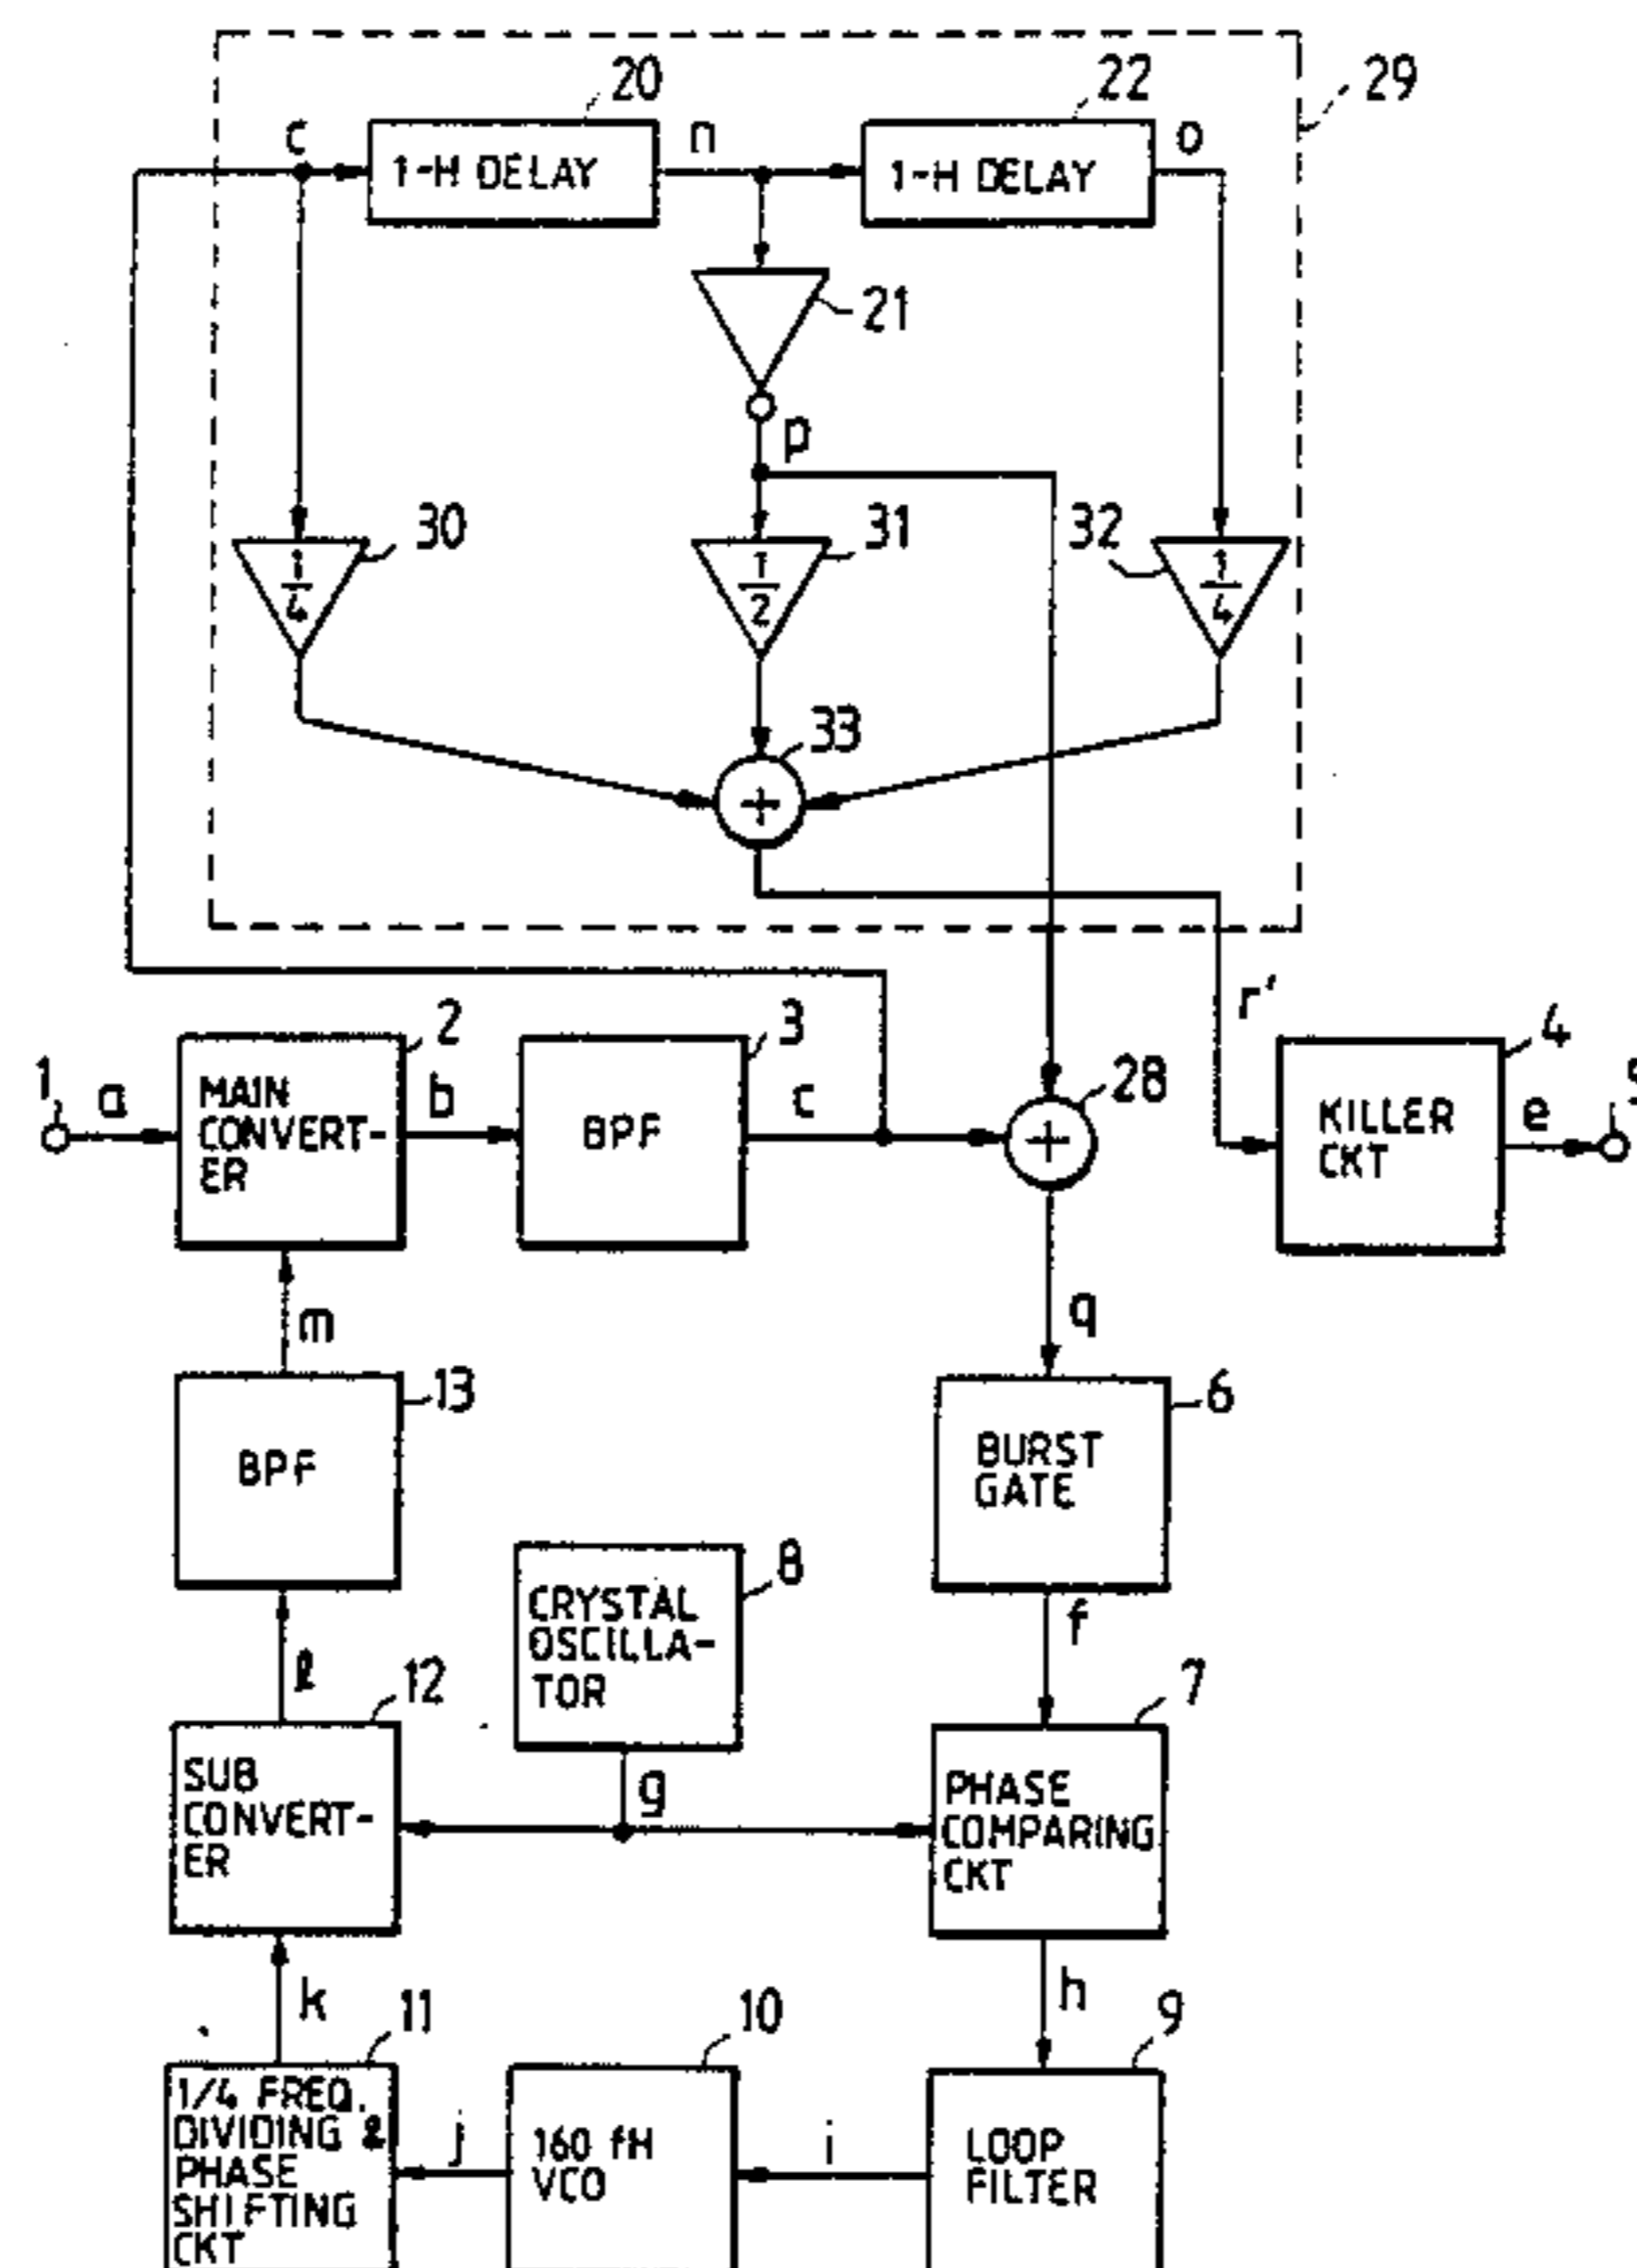 20
22
29
c
n
o
1-H DELAY
1-H DELAY
21
p
30
31
32
1/4
1/2
1/4
33
+
r'
2
3
4
1
a
b
c
28
5
e
MAIN
CONVERT-
ER
BPF
+
KILLER
CKT
m
q
13
6
BPF
BURST
GATE
8
CRYSTAL
OSCILLA-
TOR
f
l
12
7
g
SUB
CONVERT-
ER
PHASE
COMPARING
CKT
k
h
11
10
9
1/4 FREQ.
DIVIDING &
PHASE
SHIFTING
CKT
j
160 fH
VCO
i
LOOP
FILTER